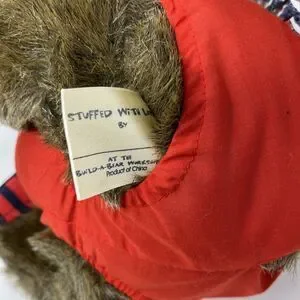 STUFFED WITH
BY
AT THE
BUILD-A-BEAR WORKSHOP
Product of China